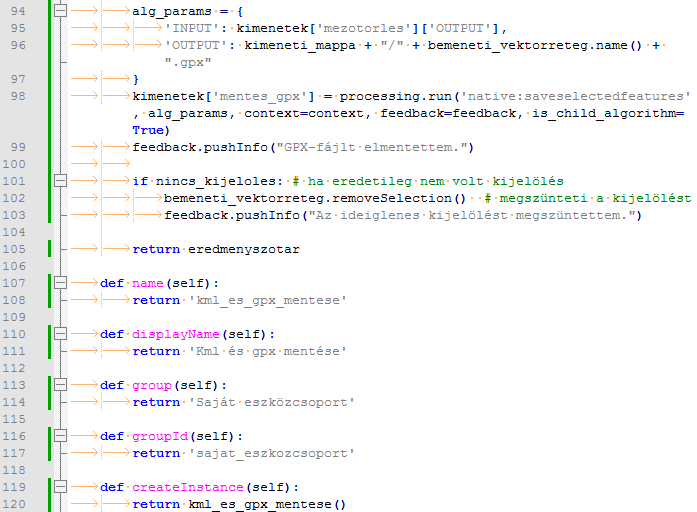 94 alg_params = {
95 'INPUT': kimenetek['mezotorles']['OUTPUT'],
96 'OUTPUT': kimeneti_mappa + "/" + bemeneti_vektorreteg.name() +
".gpx"
97 }
98 kimenetek['mentes_gpx'] = processing.run('native:saveselectedfeatures'
, alg_params, context=context, feedback=feedback, is_child_algorithm=
True)
99 feedback.pushInfo("GPX-fájlt elmentettem.")
100
101 if nincs_kijeloles: # ha eredetileg nem volt kijelölés
102 bemeneti_vektorreteg.removeSelection() # megszünteti a kijelölést
103 feedback.pushInfo("Az ideiglenes kijelölést megszüntettem.")
104
105 return eredmenyszotar
106
107 def name(self):
108 return 'kml_es_gpx_mentese'
109
110 def displayName(self):
111 return 'Kml és gpx mentése'
112
113 def group(self):
114 return 'Saját eszközcsoport'
115
116 def groupId(self):
117 return 'sajat_eszkozcsoport'
118
119 def createInstance(self):
120 return kml_es_gpx_mentese()